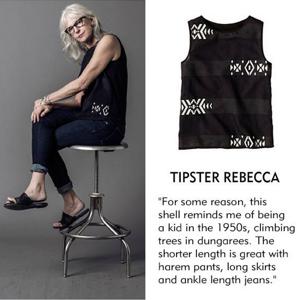 TIPSTER REBECCA
"For some reason, this
shell reminds me of being
a kid in the 1950s, climbing
trees in dungarees. The
shorter length is great with
harem pants, long skirts
and ankle length jeans."